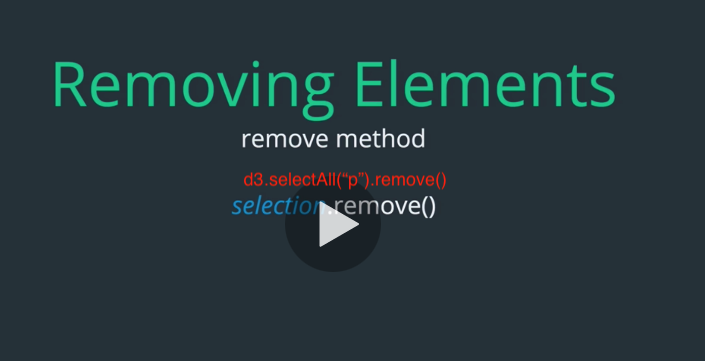 Removing Elements
remove method
d3.selectAll(“p”).remove()
selection.remove()